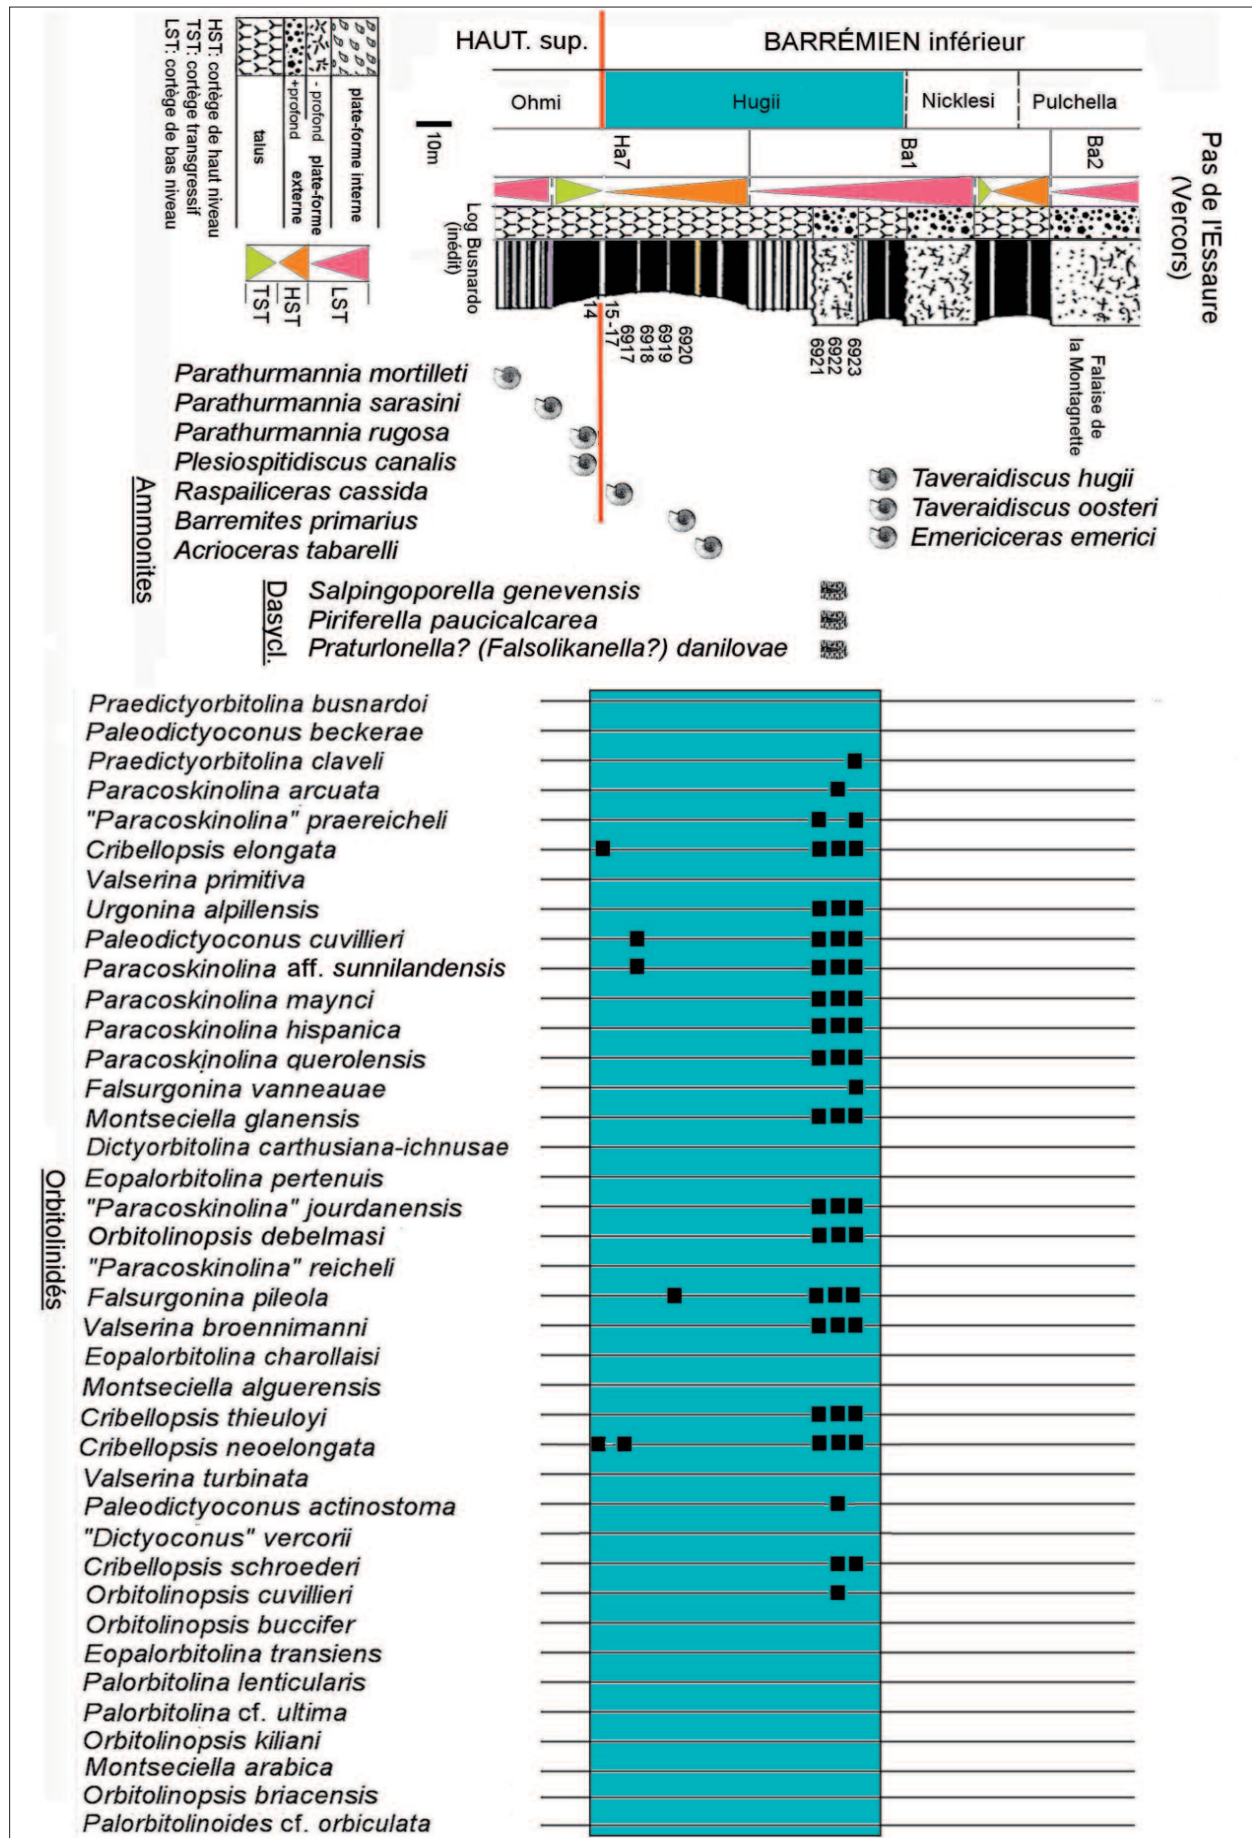 HAUT. sup.
BARRÉMIEN inférieur
Ohmi
Hugii
Nicklesi
Pulchella
Ha7
Ba1
Ba2
Pas de l'Essaure
(Vercors)
10m
HST: cortège de haut niveau
TST: cortège transgressif
LST: cortège de bas niveau
talus
+profond
- profond
externe
plate-forme
plate-forme interne
TST
HST
LST
Log Busnardo
(inédit)
14
15-17
6917
6918
6919
6920
6921
6922
6923
Falaise de
la Montagnette
Ammonites
Parathurmannia mortilleti
Parathurmannia sarasini
Parathurmannia rugosa
Plesiospitidiscus canalis
Raspailiceras cassida
Barremites primarius
Acrioceras tabarelli
Taveraidiscus hugii
Taveraidiscus oosteri
Emericiceras emerici
Dasycl.
Salpingoporella genevensis
Piriferella paucicalcarea
Praturlonella? (Falsolikanella?) danilovae
Orbitolinidés
Praedictyorbitolina busnardoi
Paleodictyoconus beckerae
Praedictyorbitolina claveli
Paracoskinolina arcuata
"Paracoskinolina" praereicheli
Cribellopsis elongata
Valserina primitiva
Urgonina alpillensis
Paleodictyoconus cuvillieri
Paracoskinolina aff. sunnilandensis
Paracoskinolina maynci
Paracoskinolina hispanica
Paracoskinolina querolensis
Falsurgonina vanneauae
Montseciella glanensis
Dictyorbitolina carthusiana-ichnusae
Eopalorbitolina pertenuis
"Paracoskinolina" jourdanensis
Orbitolinopsis debelmasi
"Paracoskinolina" reicheli
Falsurgonina pileola
Valserina broennimanni
Eopalorbitolina charollaisi
Montseciella alguerensis
Cribellopsis thieuloyi
Cribellopsis neoelongata
Valserina turbinata
Paleodictyoconus actinostoma
"Dictyoconus" vercorii
Cribellopsis schroederi
Orbitolinopsis cuvillieri
Orbitolinopsis buccifer
Eopalorbitolina transiens
Palorbitolina lenticularis
Palorbitolina cf. ultima
Orbitolinopsis kiliani
Montseciella arabica
Orbitolinopsis briacensis
Palorbitolinoides cf. orbiculata